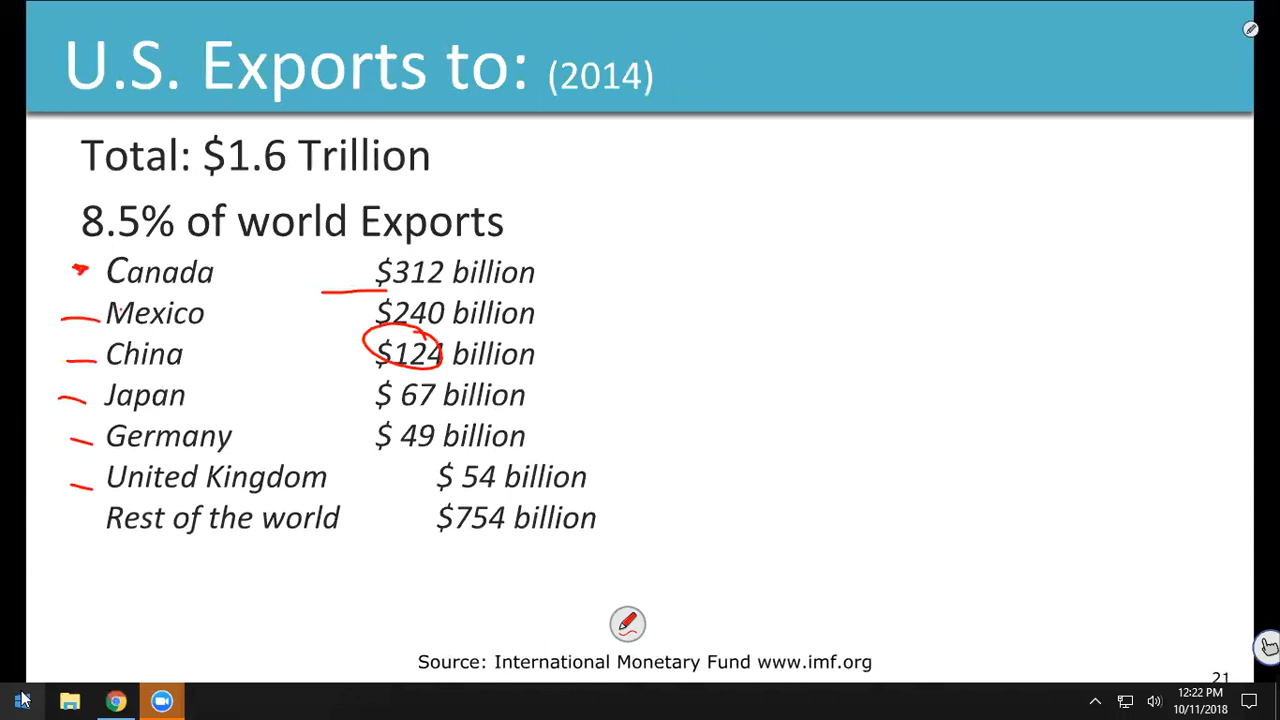 U.S. Exports to: (2014)
Total: $1.6 Trillion
8.5% of world Exports
Canada $312 billion
Mexico $240 billion
China $124 billion
Japan $ 67 billion
Germany $ 49 billion
United Kingdom $ 54 billion
Rest of the world $754 billion
Source: International Monetary Fund www.imf.org
21
12:22 PM
10/11/2018